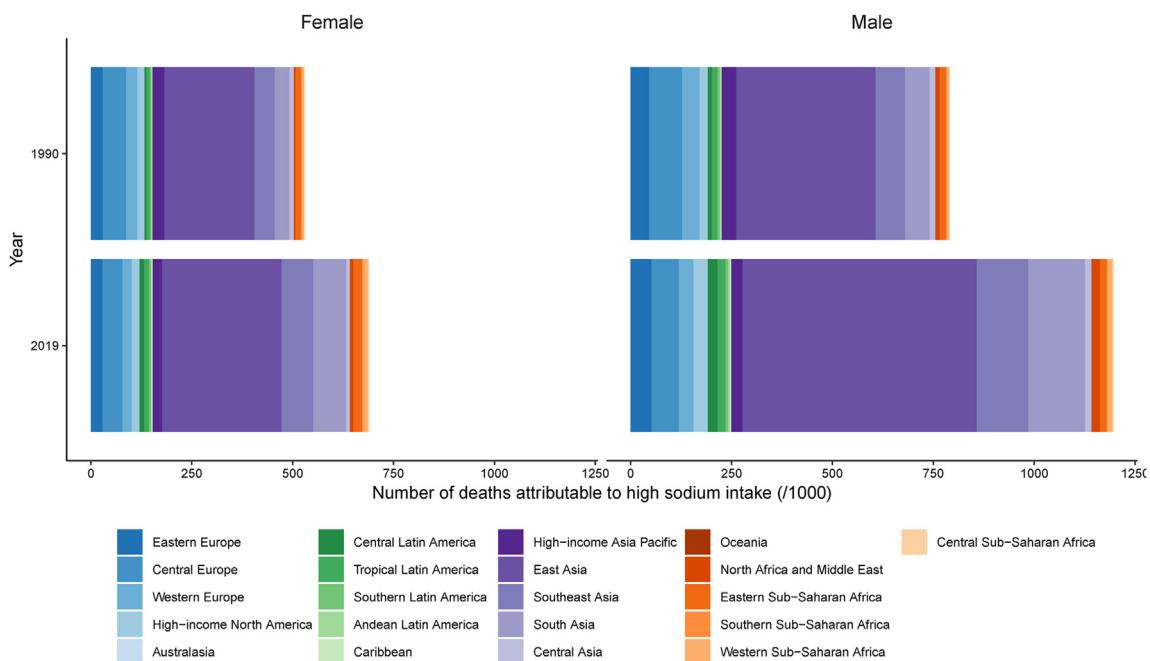 Female
Male
Year
1990
2019
0 250 500 750 1000 1250
0 250 500 750 1000 1250
Number of deaths attributable to high sodium intake (/1000)
Eastern Europe
Central Europe
Western Europe
High−income North America
Australasia
Central Latin America
Tropical Latin America
Southern Latin America
Andean Latin America
Caribbean
High−income Asia Pacific
East Asia
Southeast Asia
South Asia
Central Asia
Oceania
North Africa and Middle East
Eastern Sub−Saharan Africa
Southern Sub−Saharan Africa
Western Sub−Saharan Africa
Central Sub−Saharan Africa